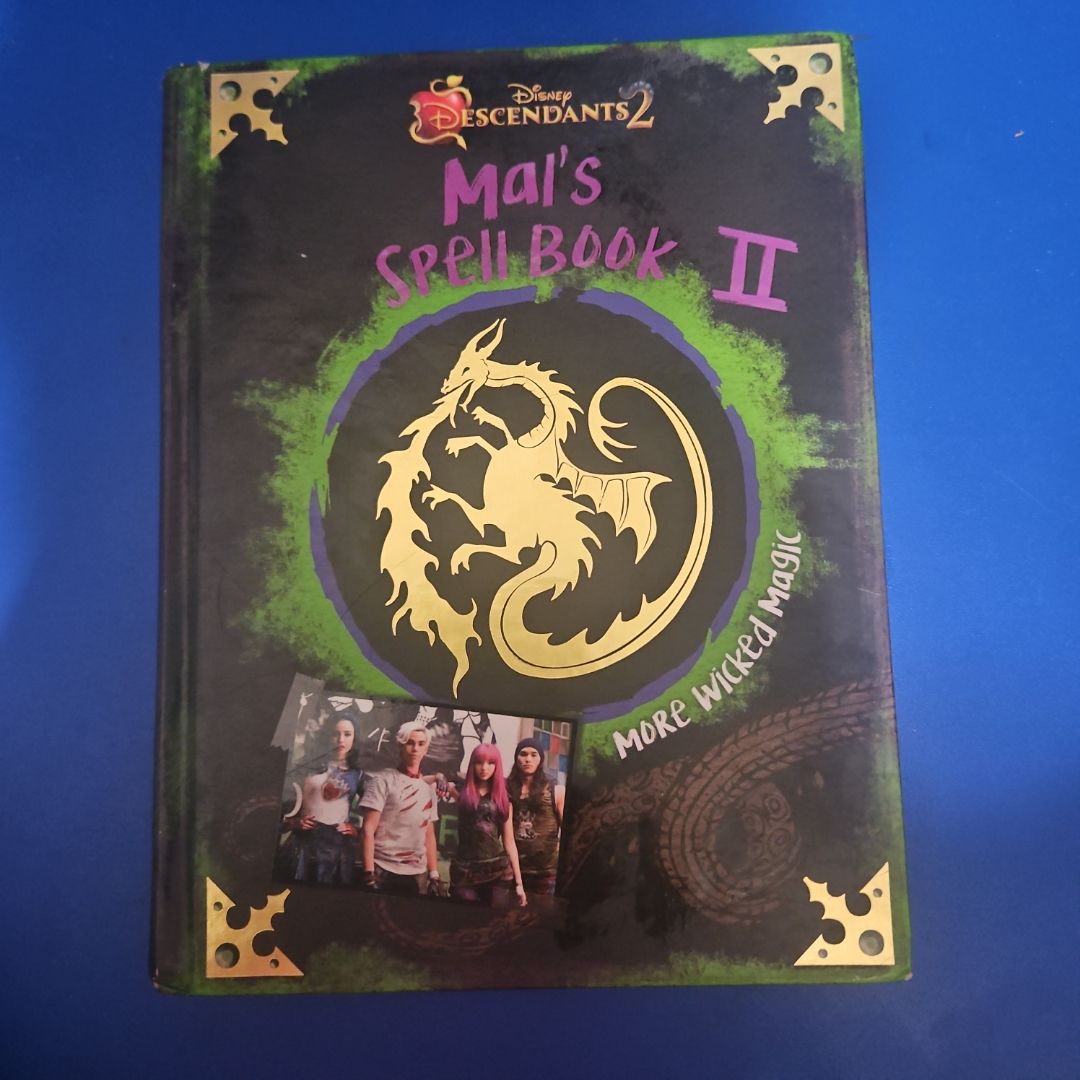 Disney
DESCENDANTS 2
Mal's
Spell Book II
MORE Wicked Magic